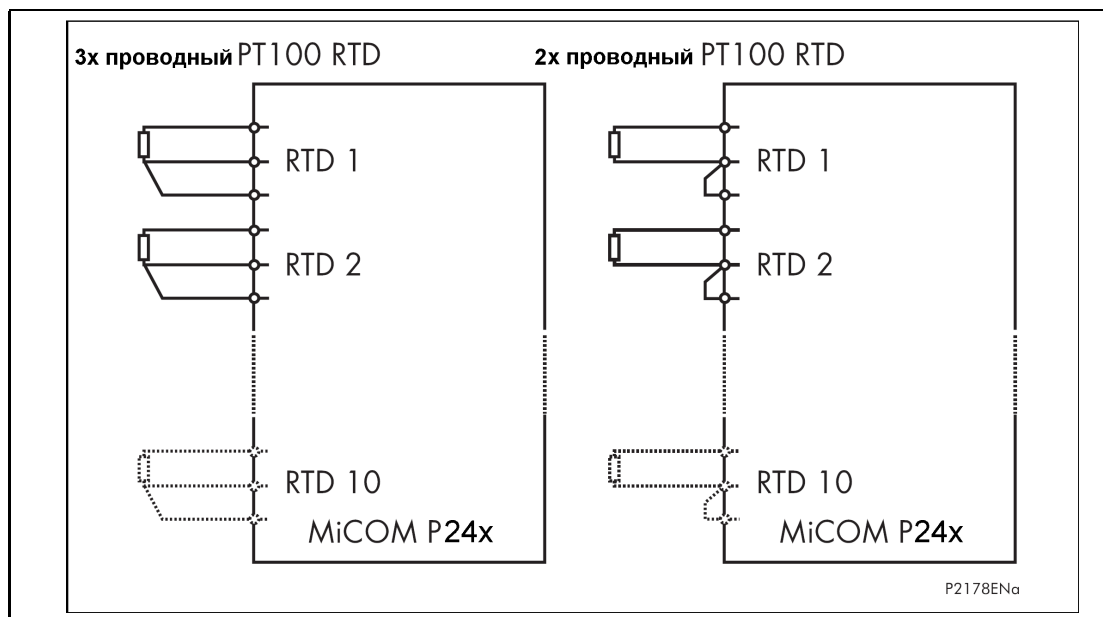 3х проводный PT100 RTD
RTD 1
RTD 2
RTD 10
MiCOM P24x
2х проводный PT100 RTD
RTD 1
RTD 2
RTD 10
MiCOM P24x
P2178ENa